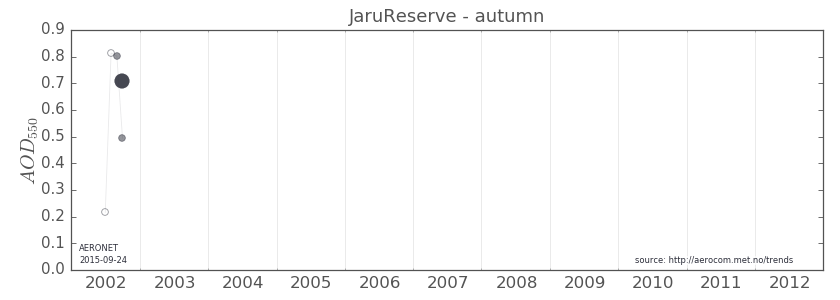 JaruReserve - autumn
0.9
0.8
0.7
0.6
0.5
0.4
0.3
0.2
0.1
0.0
AOD550
AERONET
2015-09-24
source: http://aerocom.met.no/trends
2002 2003 2004 2005 2006 2007 2008 2009 2010 2011 2012